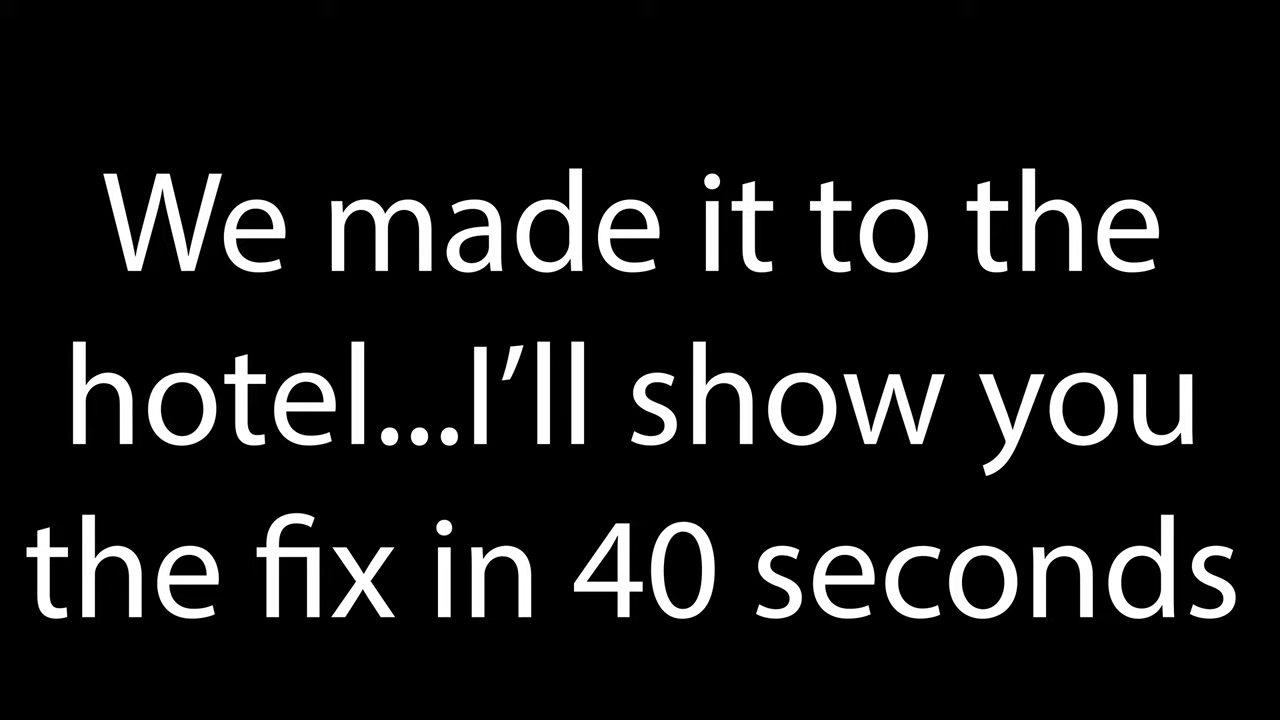 We made it to the
hotel...I’ll show you
the fix in 40 seconds